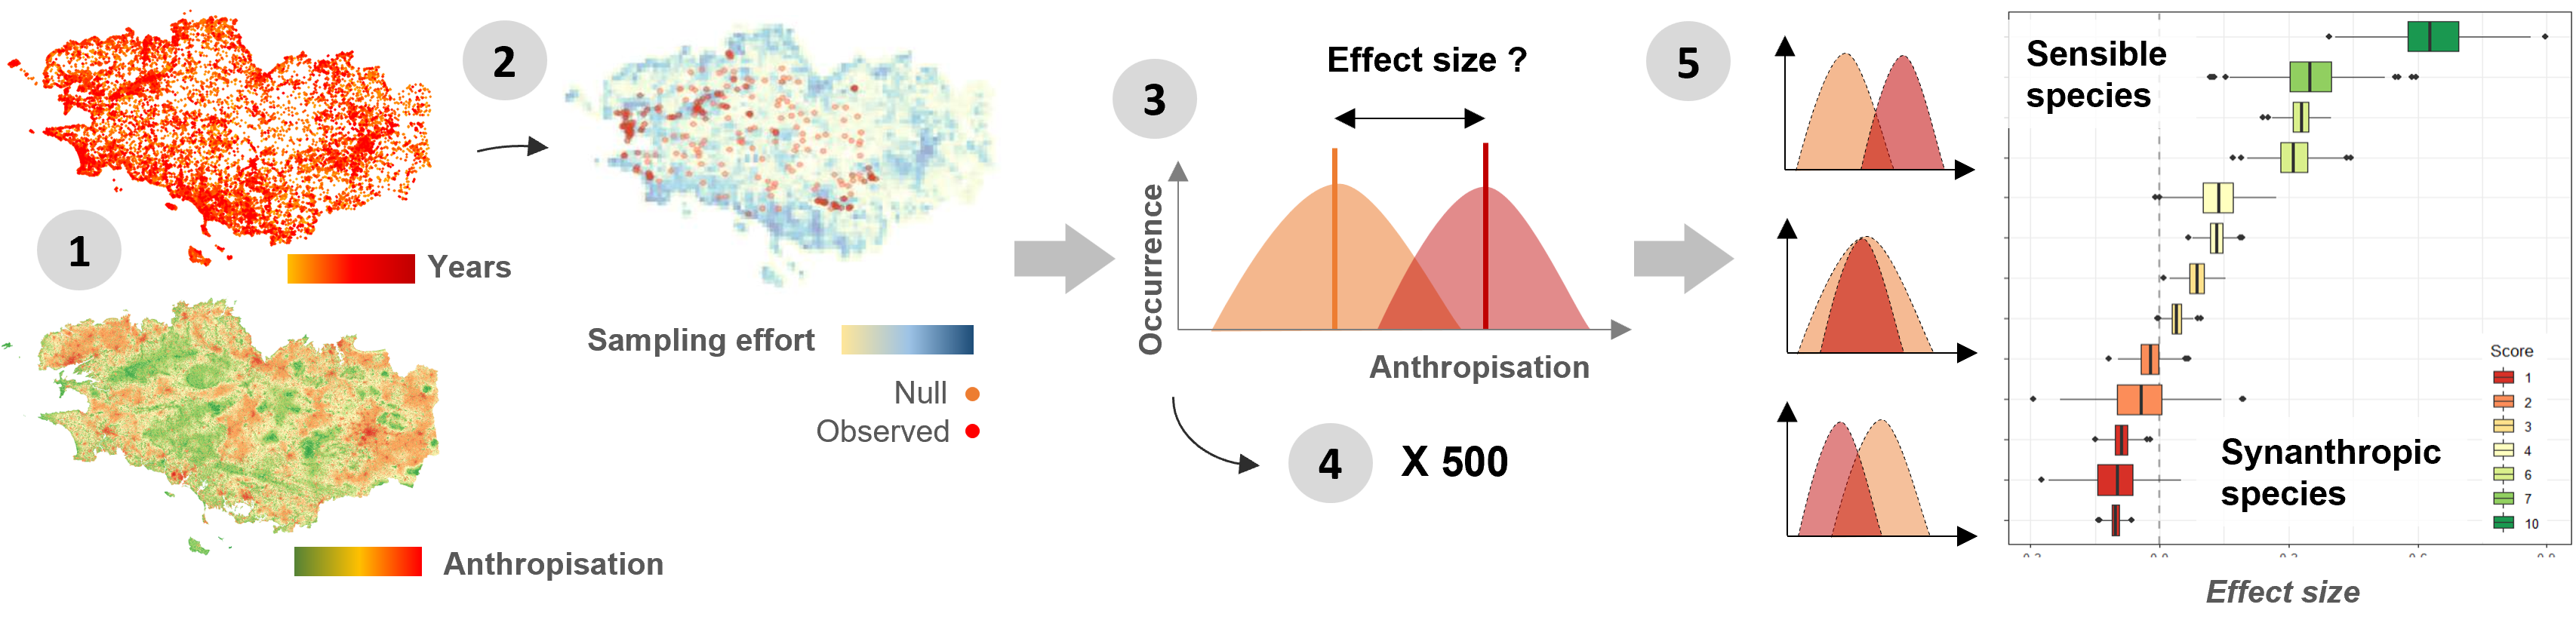 1
Years
Anthropisation
2
Sampling effort
Null
Observed
3
Effect size ?
Occurrence
Anthropisation
4
X 500
5
Sensible
species
Synanthropic
species
Score
1
2
3
4
6
7
10
Effect size